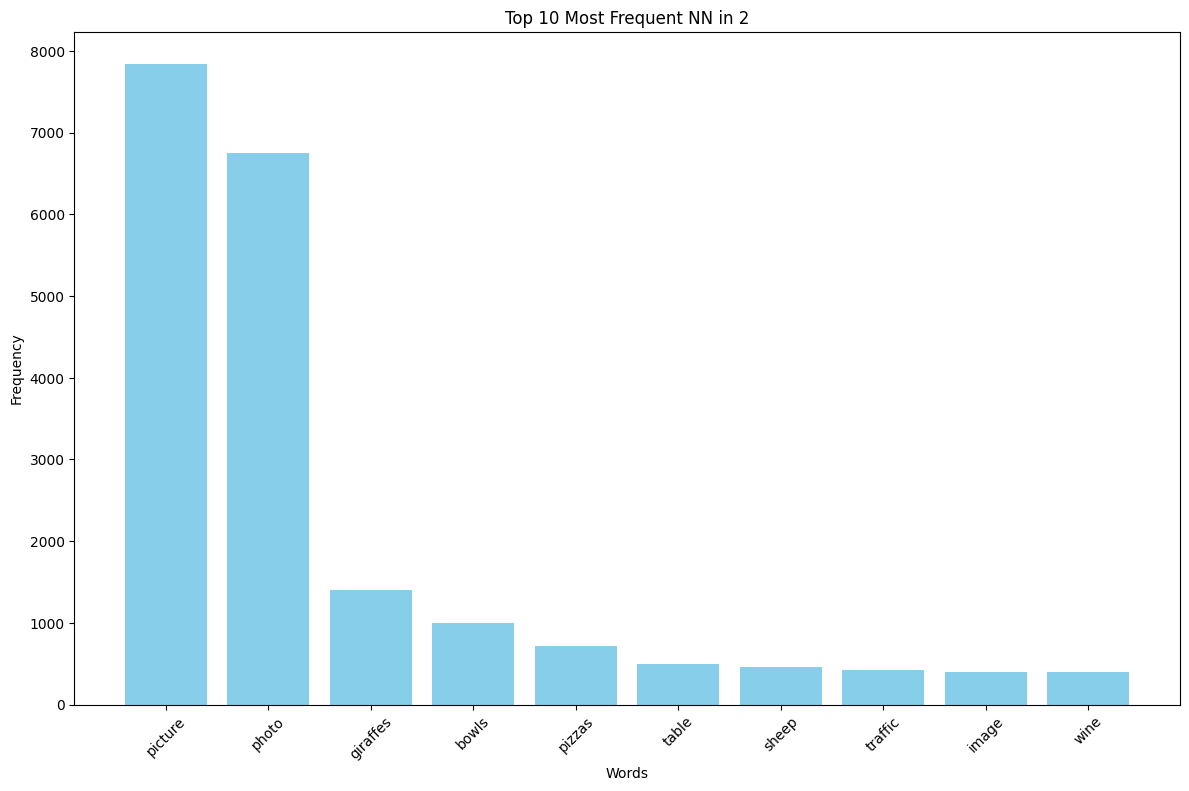 Top 10 Most Frequent NN in 2
8000
7000
6000
5000
4000
3000
2000
1000
0
Frequency
picture
photo
giraffes
bowls
pizzas
table
sheep
traffic
image
wine
Words